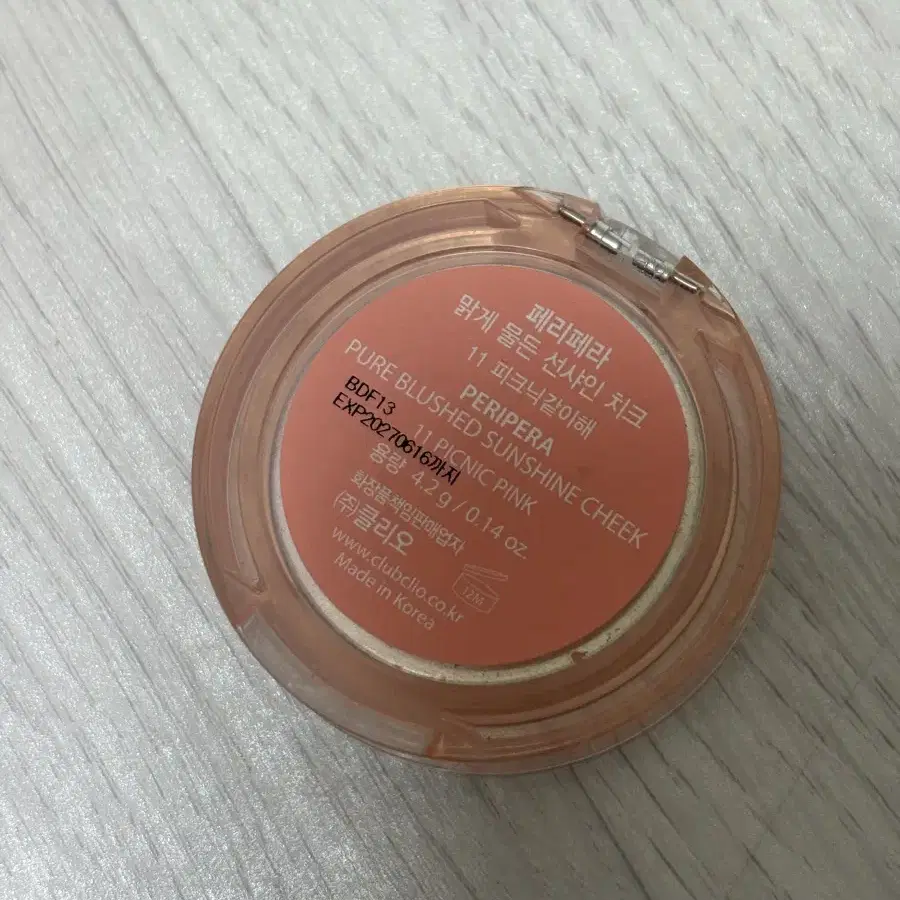 페리페라
맑게 물든 선샤인 치크
11 피크닉같이해
PERIPERA
PURE BLUSHED SUNSHINE CHEEK
11 PICNIC PINK
BDF13
EXP20270616까지
용량 4.2 g / 0.14 oz.
화장품책임판매업자
(주)클리오
www.clubclio.co.kr
Made in Korea
12M